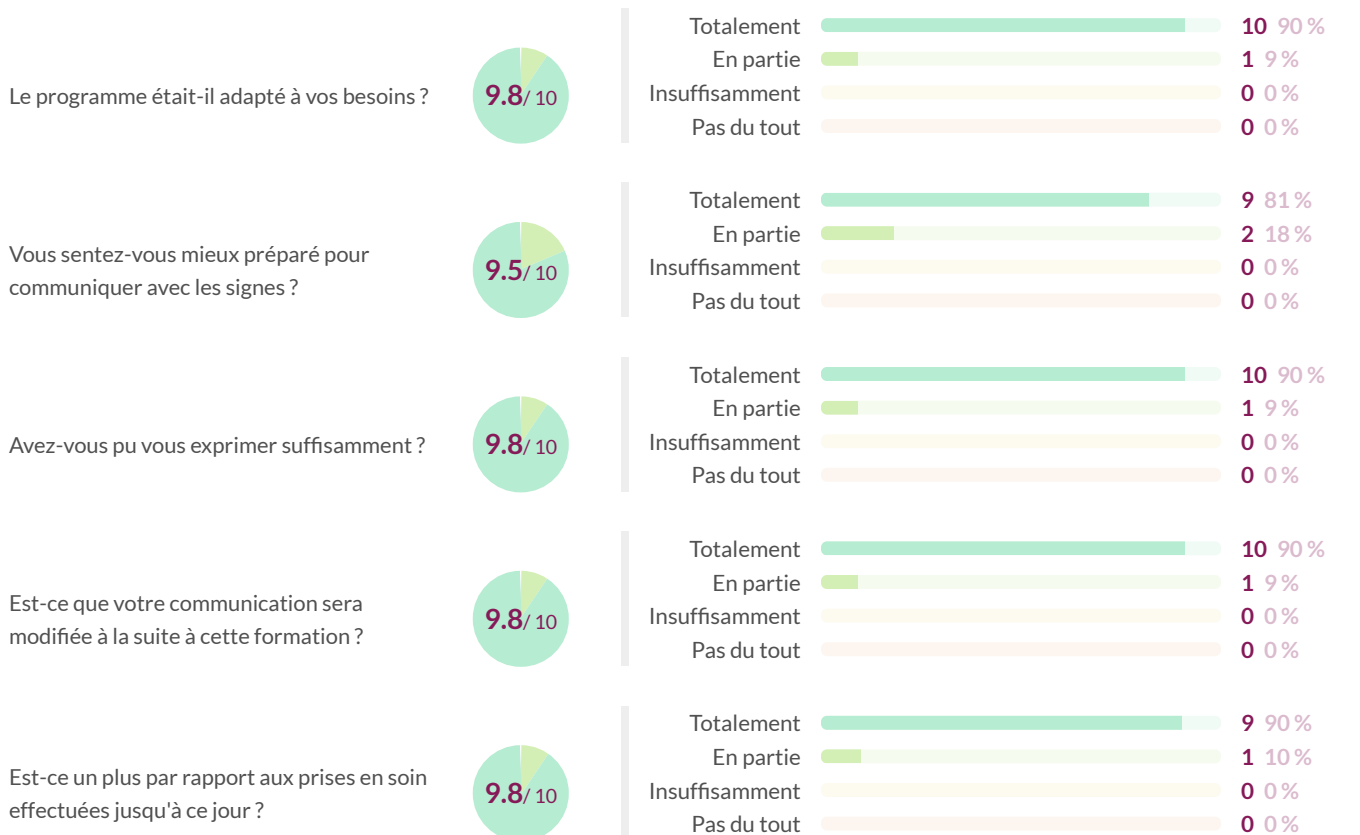 Le programme était-il adapté à vos besoins ?
9.8/ 10
Totalement 10 90 %
En partie 1 9 %
Insuffisamment 0 0 %
Pas du tout 0 0 %
Vous sentez-vous mieux préparé pour
communiquer avec les signes ?
9.5/ 10
Totalement 9 81 %
En partie 2 18 %
Insuffisamment 0 0 %
Pas du tout 0 0 %
Avez-vous pu vous exprimer suffisamment ?
9.8/ 10
Totalement 10 90 %
En partie 1 9 %
Insuffisamment 0 0 %
Pas du tout 0 0 %
Est-ce que votre communication sera
modifiée à la suite à cette formation ?
9.8/ 10
Totalement 10 90 %
En partie 1 9 %
Insuffisamment 0 0 %
Pas du tout 0 0 %
Est-ce un plus par rapport aux prises en soin
effectuées jusqu'à ce jour ?
9.8/ 10
Totalement 9 90 %
En partie 1 10 %
Insuffisamment 0 0 %
Pas du tout 0 0 %